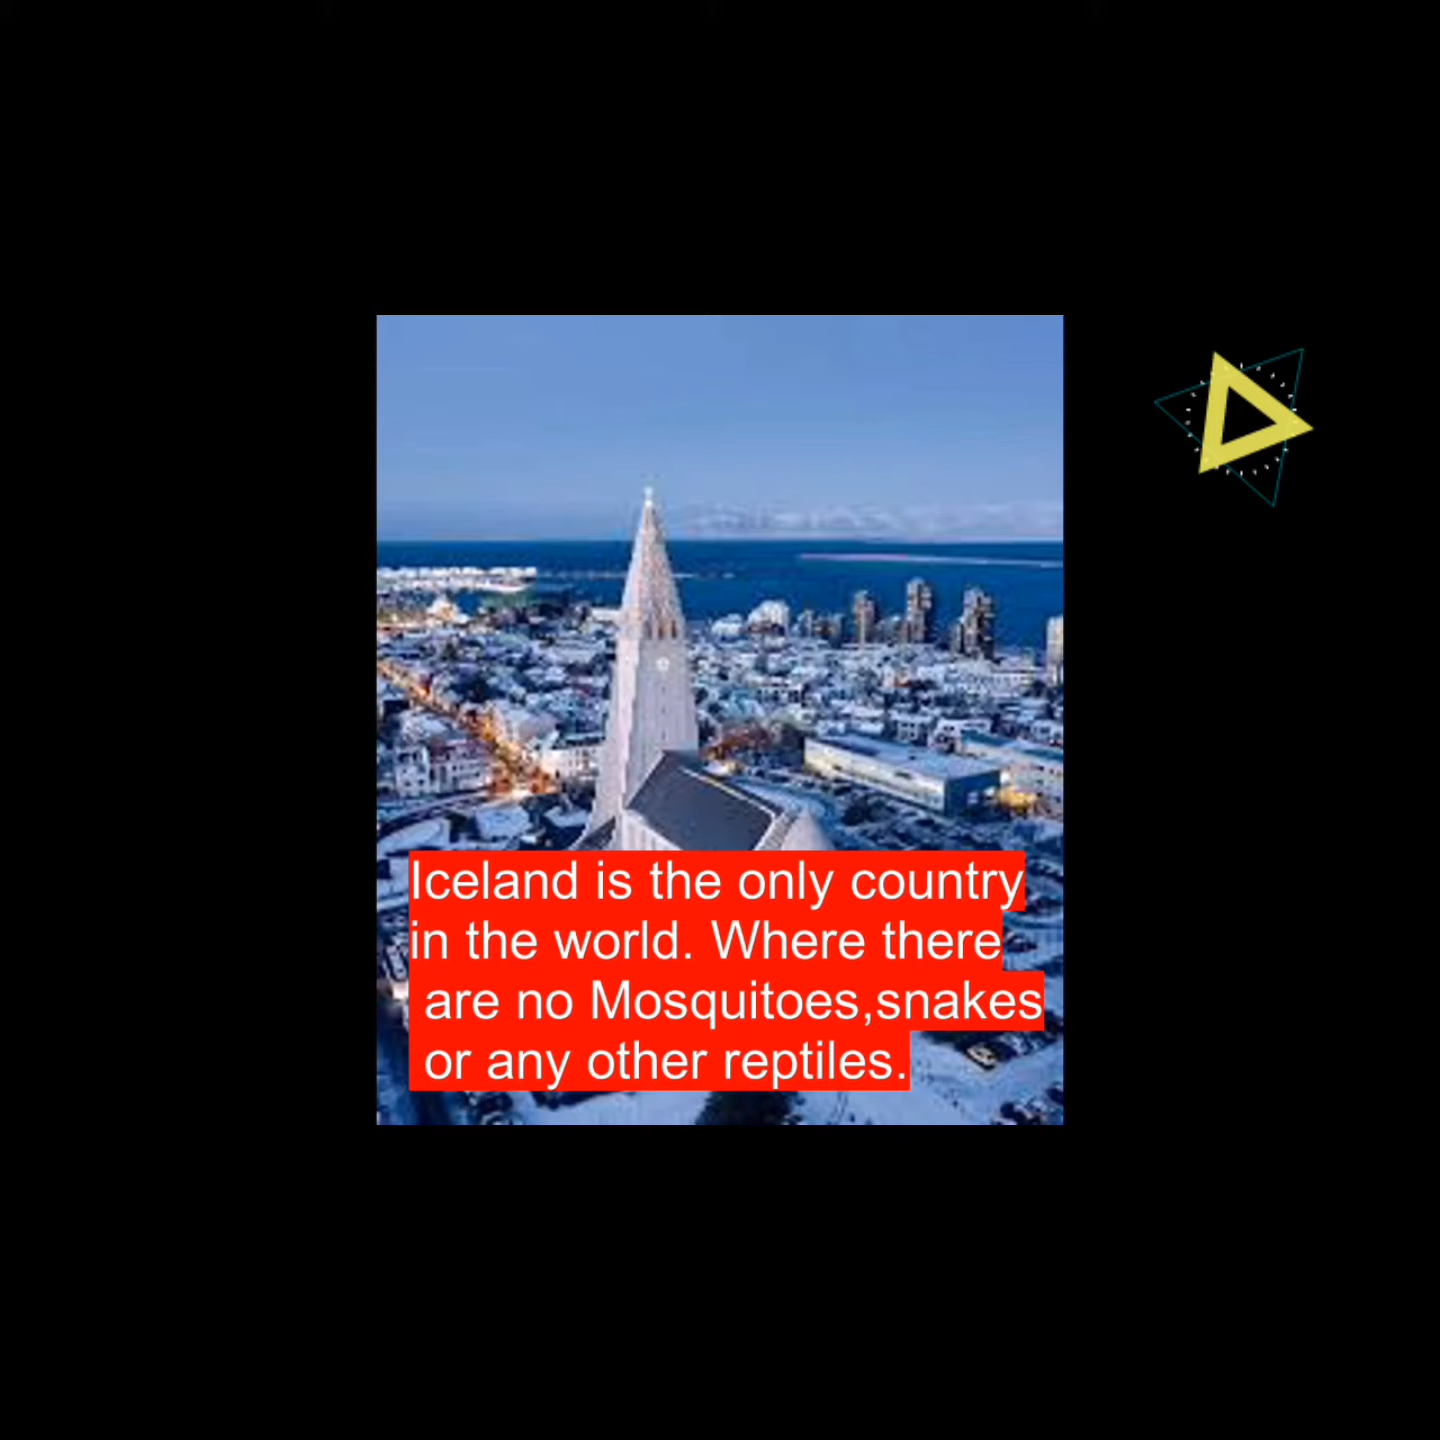 Iceland is the only country
in the world. Where there
are no Mosquitoes,snakes
or any other reptiles.